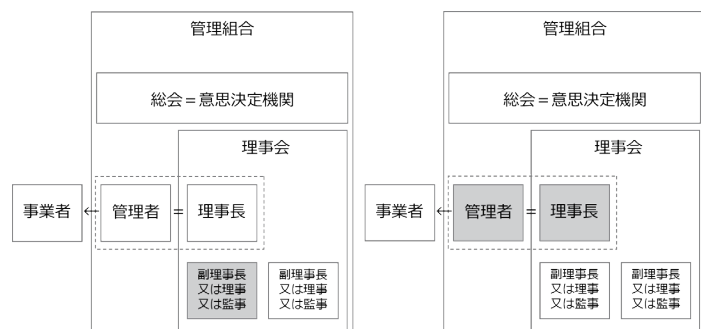 管理組合
総会＝意思決定機関
理事会
事業者 ← 管理者 = 理事長
副理事長
又は理事
又は監事
副理事長
又は理事
又は監事
管理組合
総会＝意思決定機関
理事会
事業者 ← 管理者 = 理事長
副理事長
又は理事
又は監事
副理事長
又は理事
又は監事